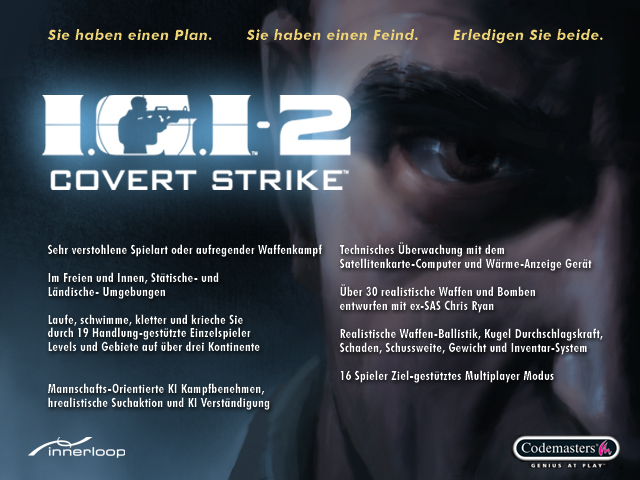 Sie haben einen Plan. Sie haben einen Feind. Erledigen Sie beide.
I.G.I-2™
COVERT STRIKE™
Sehr verstohlene Spielart oder aufregender Waffenkampf
Im Freien und Innen, Stätische- und
Ländische- Umgebungen
Laufe, schwimme, kletter und krieche Sie
durch 19 Handlung-gestützte Einzelspieler
Levels und Gebiete auf über drei Kontinente
Mannschafts-Orientierte KI Kampfbenehmen,
hrealistische Suchaktion und KI Verständigung
Technisches Überwachung mit dem
Satellitenkarte-Computer und Wärme-Anzeige Gerät
Über 30 realistische Waffen und Bomben
entwurfen mit ex-SAS Chris Ryan
Realistische Waffen-Ballistik, Kugel Durchschlagskraft,
Schaden, Schussweite, Gewicht und Inventar-System
16 Spieler Ziel-gestütztes Multiplayer Modus
innerloop
Codemasters®
GENIUS AT PLAY™